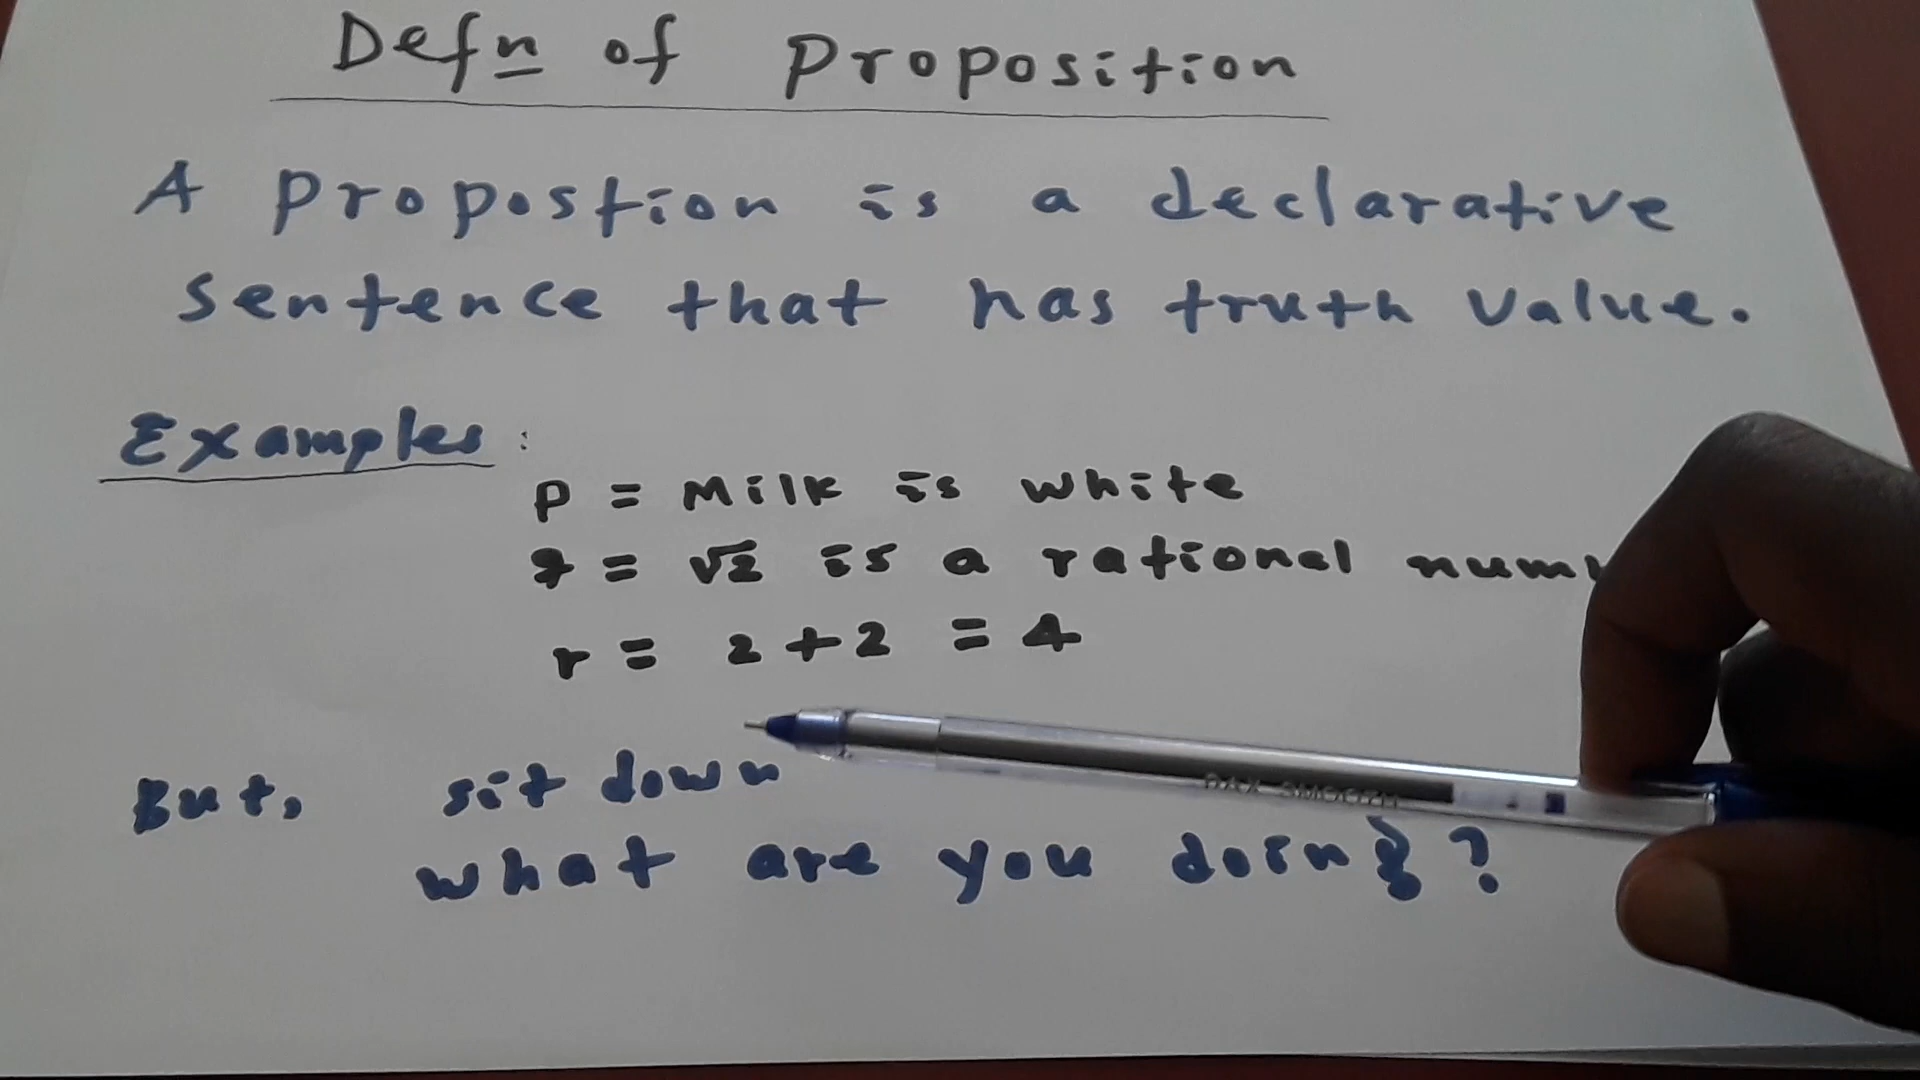 Defn of Proposition
A Propostion is a declarative
sentence that has truth value.
Examples:
P = Milk is white
q = √2 is a rational
r = 2+2 = 4
But, sit down
what are you doing?